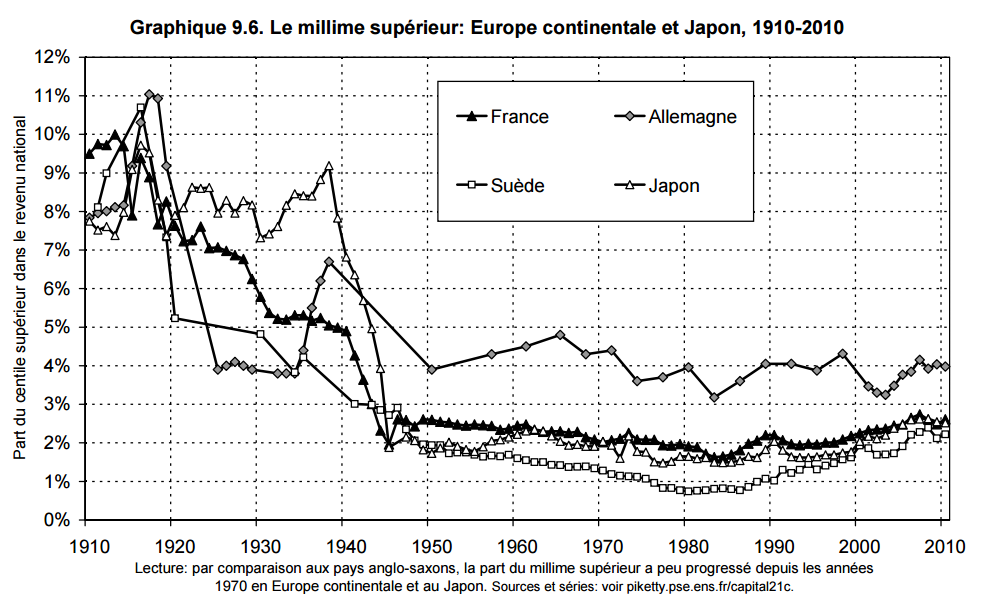 Graphique 9.6. Le millime supérieur: Europe continentale et Japon, 1910-2010
Part du centile supérieur dans le revenu national
12%
11%
10%
9%
8%
7%
6%
5%
4%
3%
2%
1%
0%
France
Allemagne
Suède
Japon
1910 1920 1930 1940 1950 1960 1970 1980 1990 2000 2010
Lecture: par comparaison aux pays anglo-saxons, la part du millime supérieur a peu progressé depuis les années
1970 en Europe continentale et au Japon. Sources et séries: voir piketty.pse.ens.fr/capital21c.